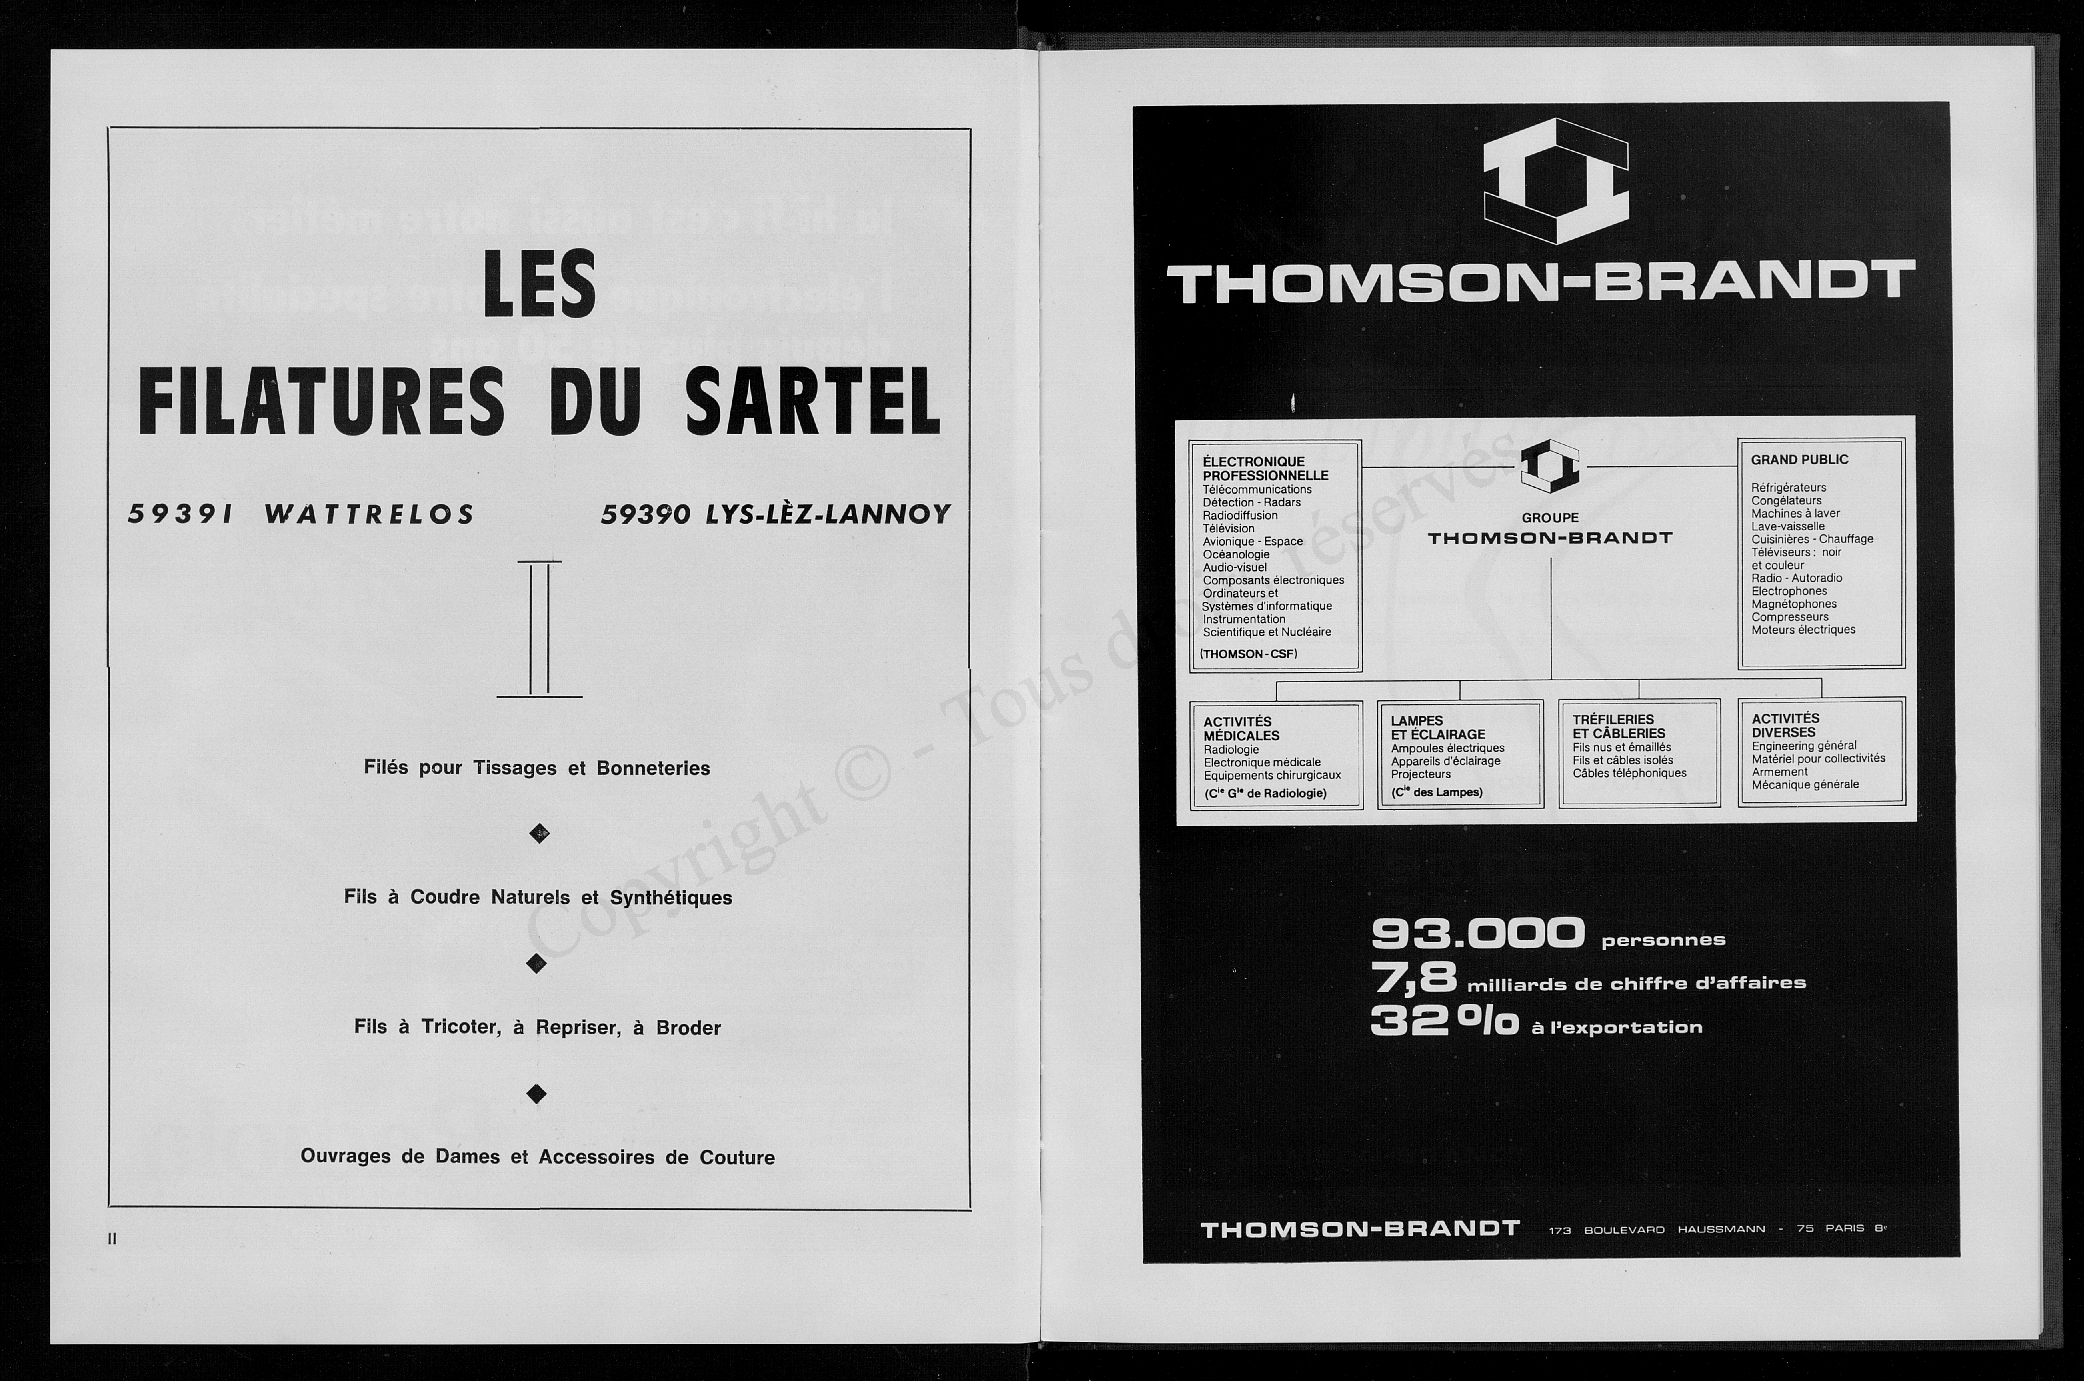 LES
FILATURES DU SARTEL
59391 WATTRELOS 59390 LYS-LÈZ-LANNOY
Filés pour Tissages et Bonneteries
Fils à Coudre Naturels et Synthétiques
Fils à Tricoter, à Repriser, à Broder
Ouvrages de Dames et Accessoires de Couture
II
THOMSON-BRANDT
ÉLECTRONIQUE
PROFESSIONNELLE
Télécommunications
Détection - Radars
Radiodiffusion
Télévision
Avionique - Espace
Océanologie
Audio-visuel
Composants électroniques
Ordinateurs et
Systèmes d'informatique
Instrumentation
Scientifique et Nucléaire
(THOMSON-CSF)
GROUPE
THOMSON-BRANDT
GRAND PUBLIC
Réfrigérateurs
Congélateurs
Machines à laver
Lave-vaisselle
Cuisinières - Chauffage
Téléviseurs : noir
et couleur
Radio - Autoradio
Electrophones
Magnétophones
Compresseurs
Moteurs électriques
ACTIVITÉS
MÉDICALES
Radiologie
Electronique médicale
Equipements chirurgicaux
(Cie Gle de Radiologie)
LAMPES
ET ÉCLAIRAGE
Ampoules électriques
Appareils d'éclairage
Projecteurs
(Cie des Lampes)
TRÉFILERIES
ET CÂBLERIES
Fils nus et émaillés
Fils et câbles isolés
Câbles téléphoniques
ACTIVITÉS
DIVERSES
Engineering général
Matériel pour collectivités
Armement
Mécanique générale
93.000 personnes
7,8 milliards de chiffre d'affaires
32% à l'exportation
THOMSON-BRANDT 173 BOULEVARD HAUSSMANN - 75 PARIS 8e
Copyright © - Tous droits réservés